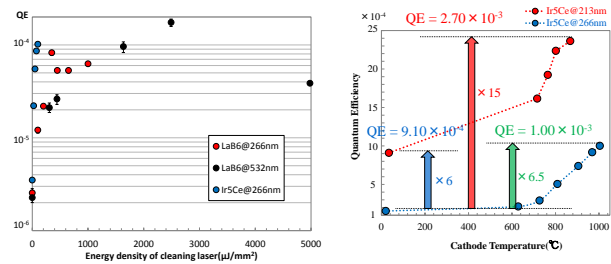 QE
10⁻⁴
10⁻⁵
10⁻⁶
0
1000
2000
3000
4000
5000
Energy density of cleaning laser(μJ/mm²)
LaB6@266nm
LaB6@532nm
Ir5Ce@266nm
× 10⁻⁴
25
20
15
10
5
1
Quantum Efficiency
0
200
400
600
800
1000
Cathode Temperature(℃)
Ir5Ce@213nm
Ir5Ce@266nm
QE = 2.70 × 10⁻³
QE = 9.10 × 10⁻⁴
QE = 1.00 × 10⁻³
× 15
× 6
× 6.5